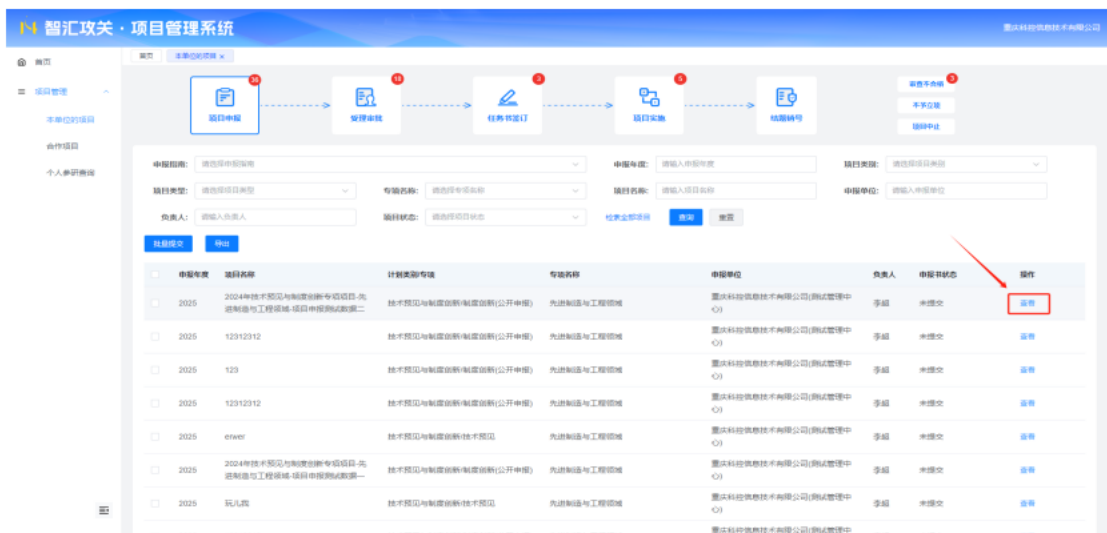 智汇攻关·项目管理系统
重庆科控信息技术有限公司
首页
首页
本单位的项目 ×
项目管理
本单位的项目
合作项目
个人参研查询
36
18
3
5
3
项目申报
受理审批
任务书签订
项目实施
结题销号
审查不合格
不予立项
项目中止
申报指南: 请选择申报指南
申报年度: 请输入申报年度
项目类别: 请选择项目类别
项目类型: 请选择项目类型
专项名称: 请选择专项名称
项目名称: 请输入项目名称
申报单位: 请输入申报单位
负责人: 请输入负责人
项目状态: 请选择项目状态
检索全部项目
查询
重置
批量提交
导出
申报年度 项目名称 计划类别/专项 专项名称 申报单位 负责人 申报书状态 操作
2025 2024年技术预见与制度创新专项项目-先进制造与工程领域-项目申报测试数据二 技术预见与制度创新/制度创新(公开申报) 先进制造与工程领域 重庆科控信息技术有限公司(测试管理中心) 李超 未提交 查看
2025 12312312 技术预见与制度创新/制度创新(公开申报) 先进制造与工程领域 重庆科控信息技术有限公司(测试管理中心) 李超 未提交 查看
2025 123 技术预见与制度创新/制度创新(公开申报) 先进制造与工程领域 重庆科控信息技术有限公司(测试管理中心) 李超 未提交 查看
2025 12312312 技术预见与制度创新/制度创新(公开申报) 先进制造与工程领域 重庆科控信息技术有限公司(测试管理中心) 李超 未提交 查看
2025 erwer 技术预见与制度创新/技术预见 先进制造与工程领域 重庆科控信息技术有限公司(测试管理中心) 李超 未提交 查看
2025 2024年技术预见与制度创新专项项目-先进制造与工程领域-项目申报测试数据一 技术预见与制度创新/制度创新(公开申报) 先进制造与工程领域 重庆科控信息技术有限公司(测试管理中心) 李超 未提交 查看
2025 技术预见与制度创新/技术预见 先进制造与工程领域 重庆科控信息技术有限公司(测试管理中心) 李超 未提交 查看
重庆科控信息技术有限公司(测试管理中